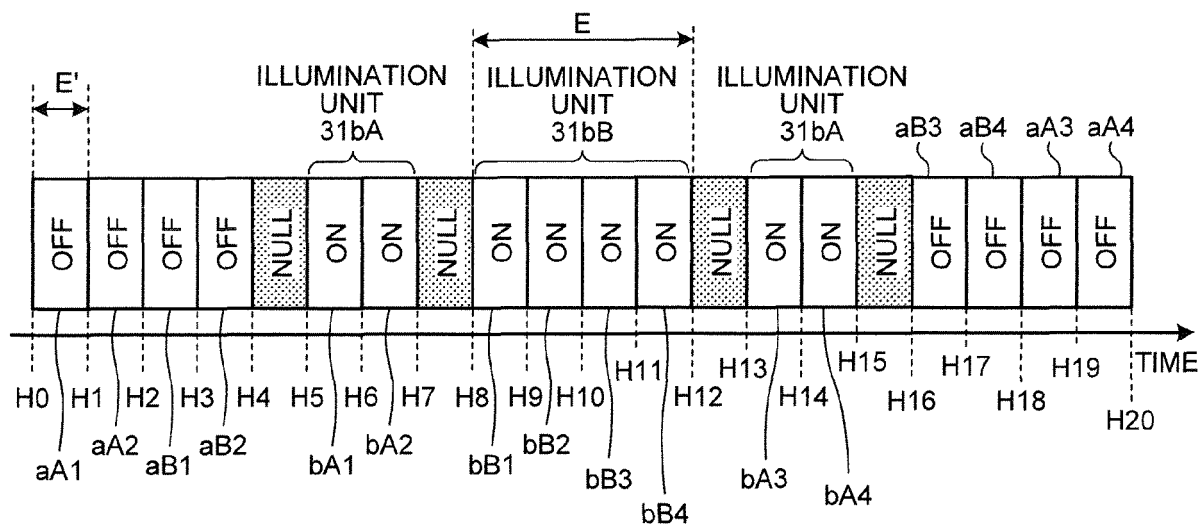 E
E'
ILLUMINATION
UNIT
31bA
ILLUMINATION
UNIT
31bB
ILLUMINATION
UNIT
31bA
aB3
aB4
aA3
aA4
OFF
OFF
OFF
OFF
NULL
ON
ON
NULL
ON
ON
ON
ON
NULL
ON
ON
NULL
OFF
OFF
OFF
OFF
H0
H1
H2
H3
H4
H5
H6
H7
H8
H9
H10
H11
H12
H13
H14
H15
H16
H17
H18
H19
H20
TIME
aA1
aA2
aB1
aB2
bA1
bA2
bB1
bB2
bB3
bB4
bA3
bA4